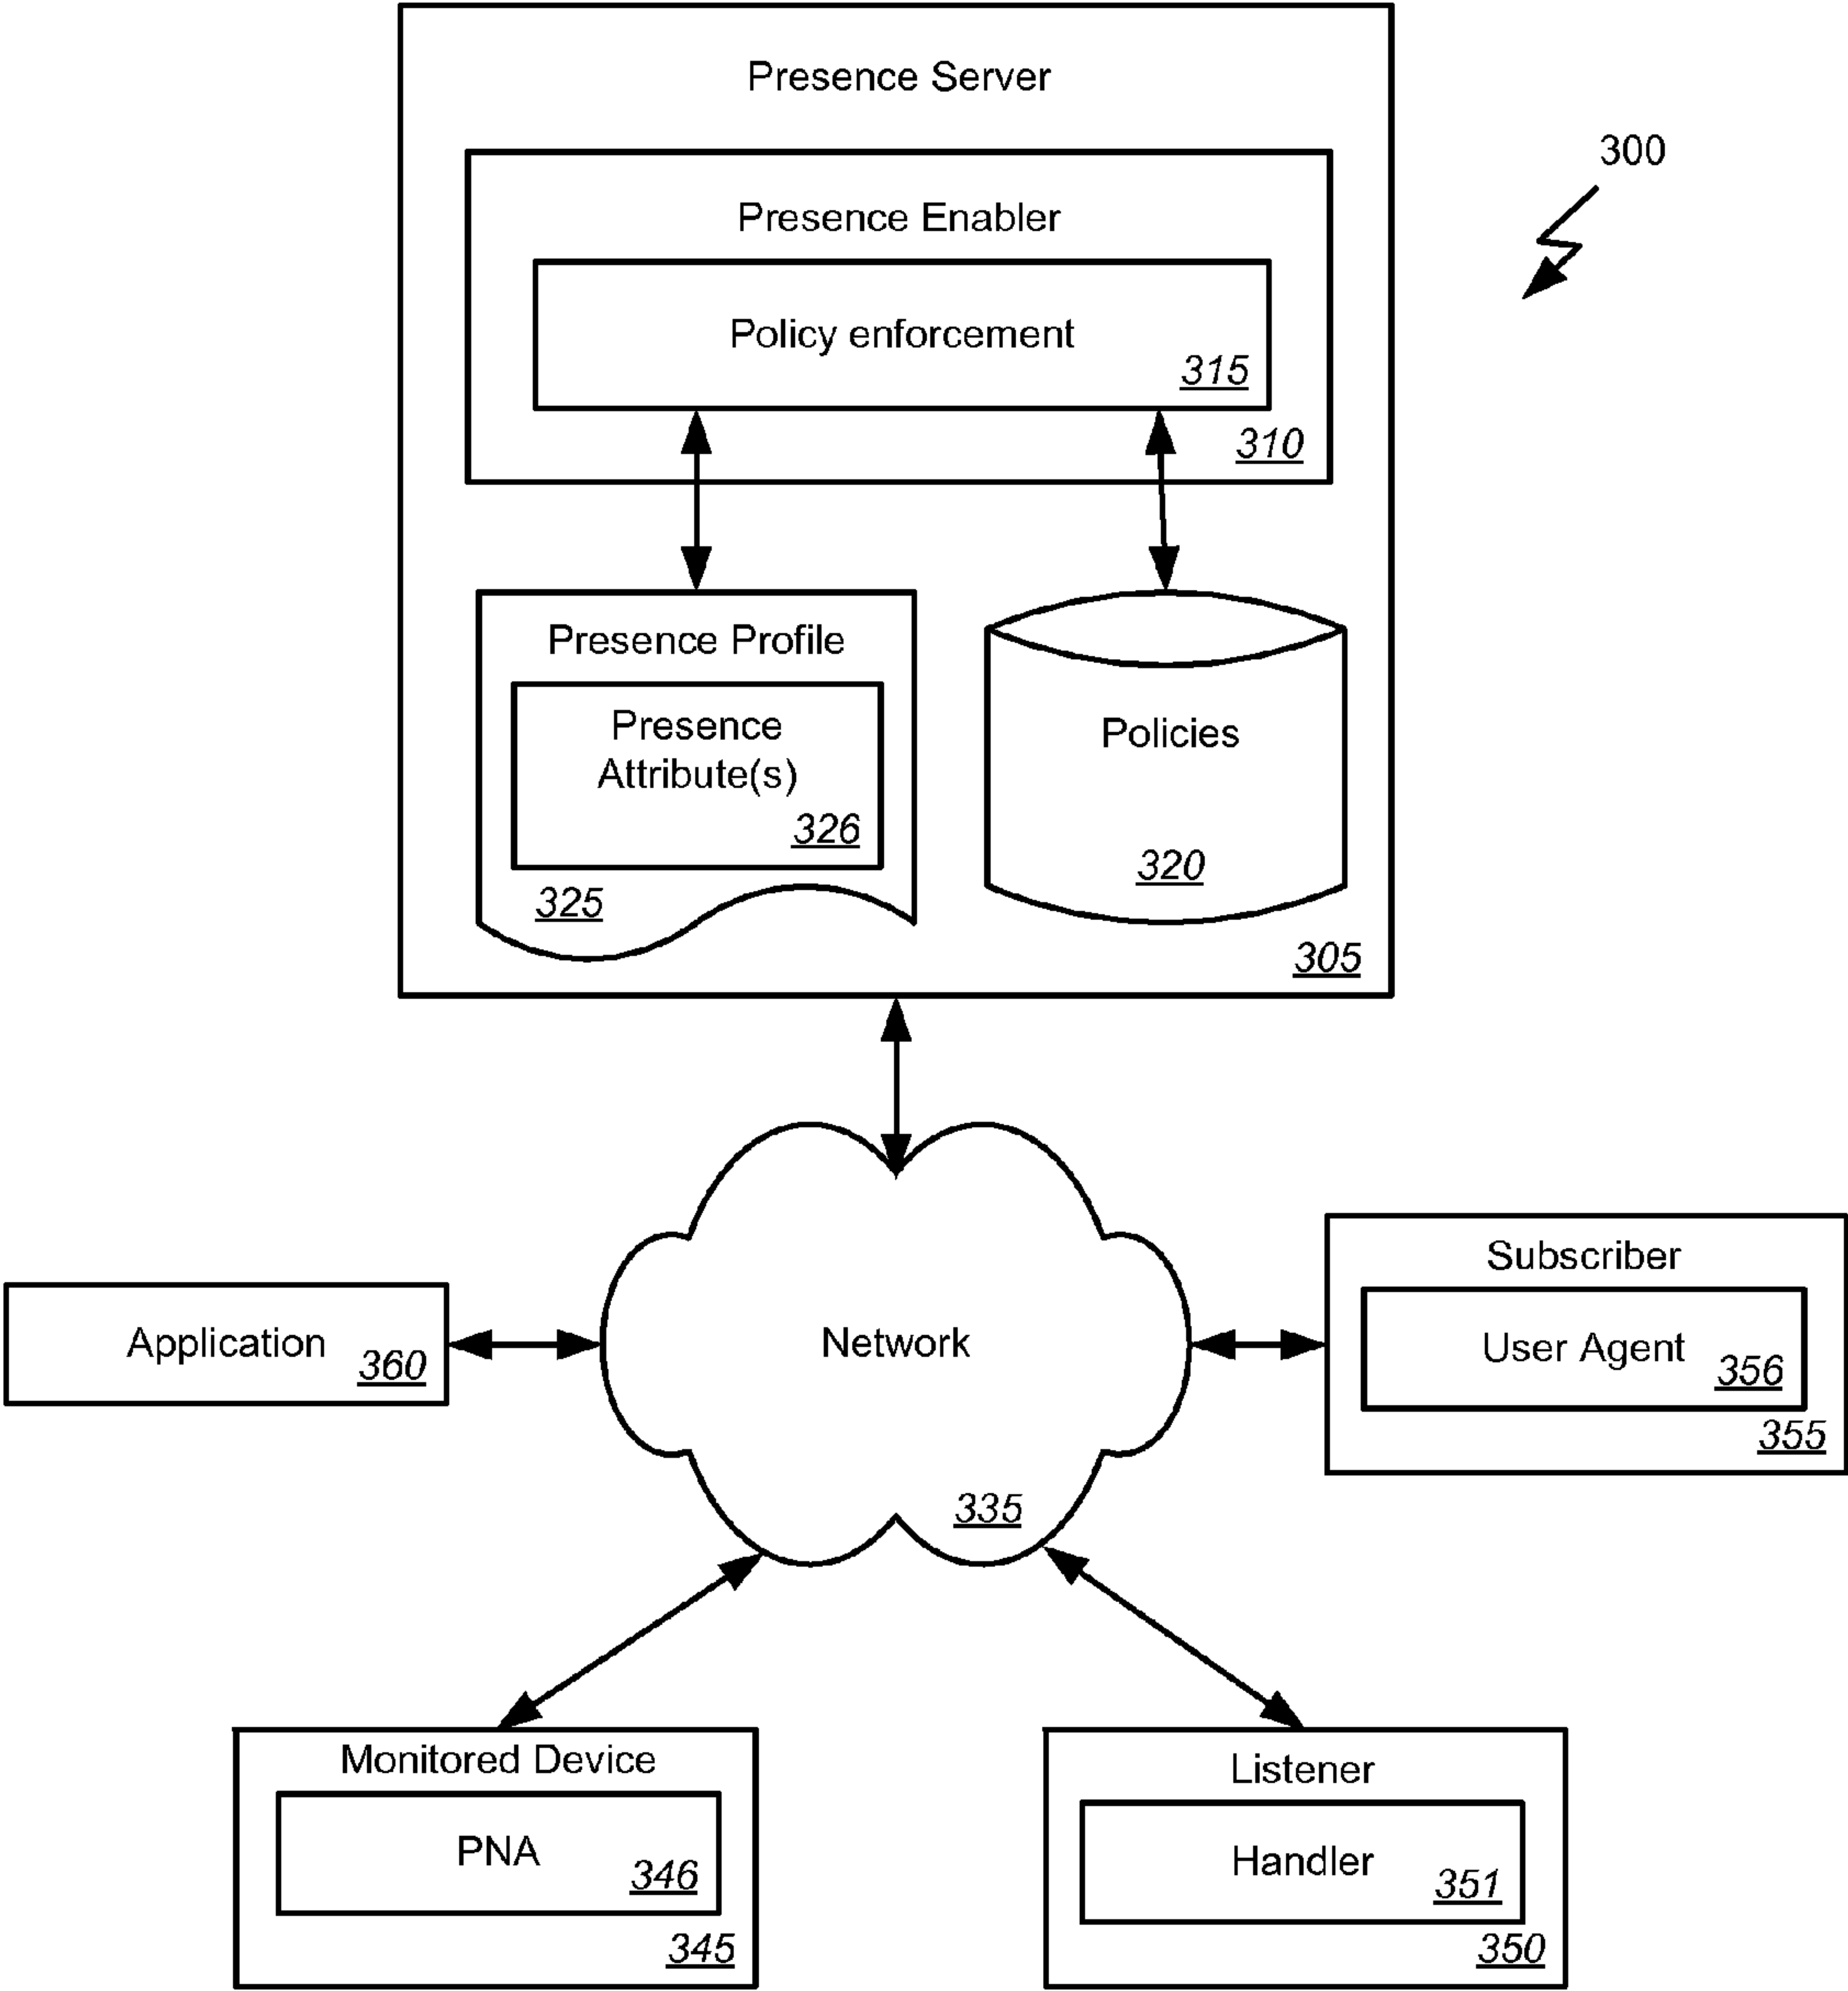 Presence Server
300
Presence Enabler
Policy enforcement
315
310
Presence Profile
Presence
Attribute(s)
326
325
Policies
320
305
Application
360
Network
335
Subscriber
User Agent
356
355
Monitored Device
PNA
346
345
Listener
Handler
351
350